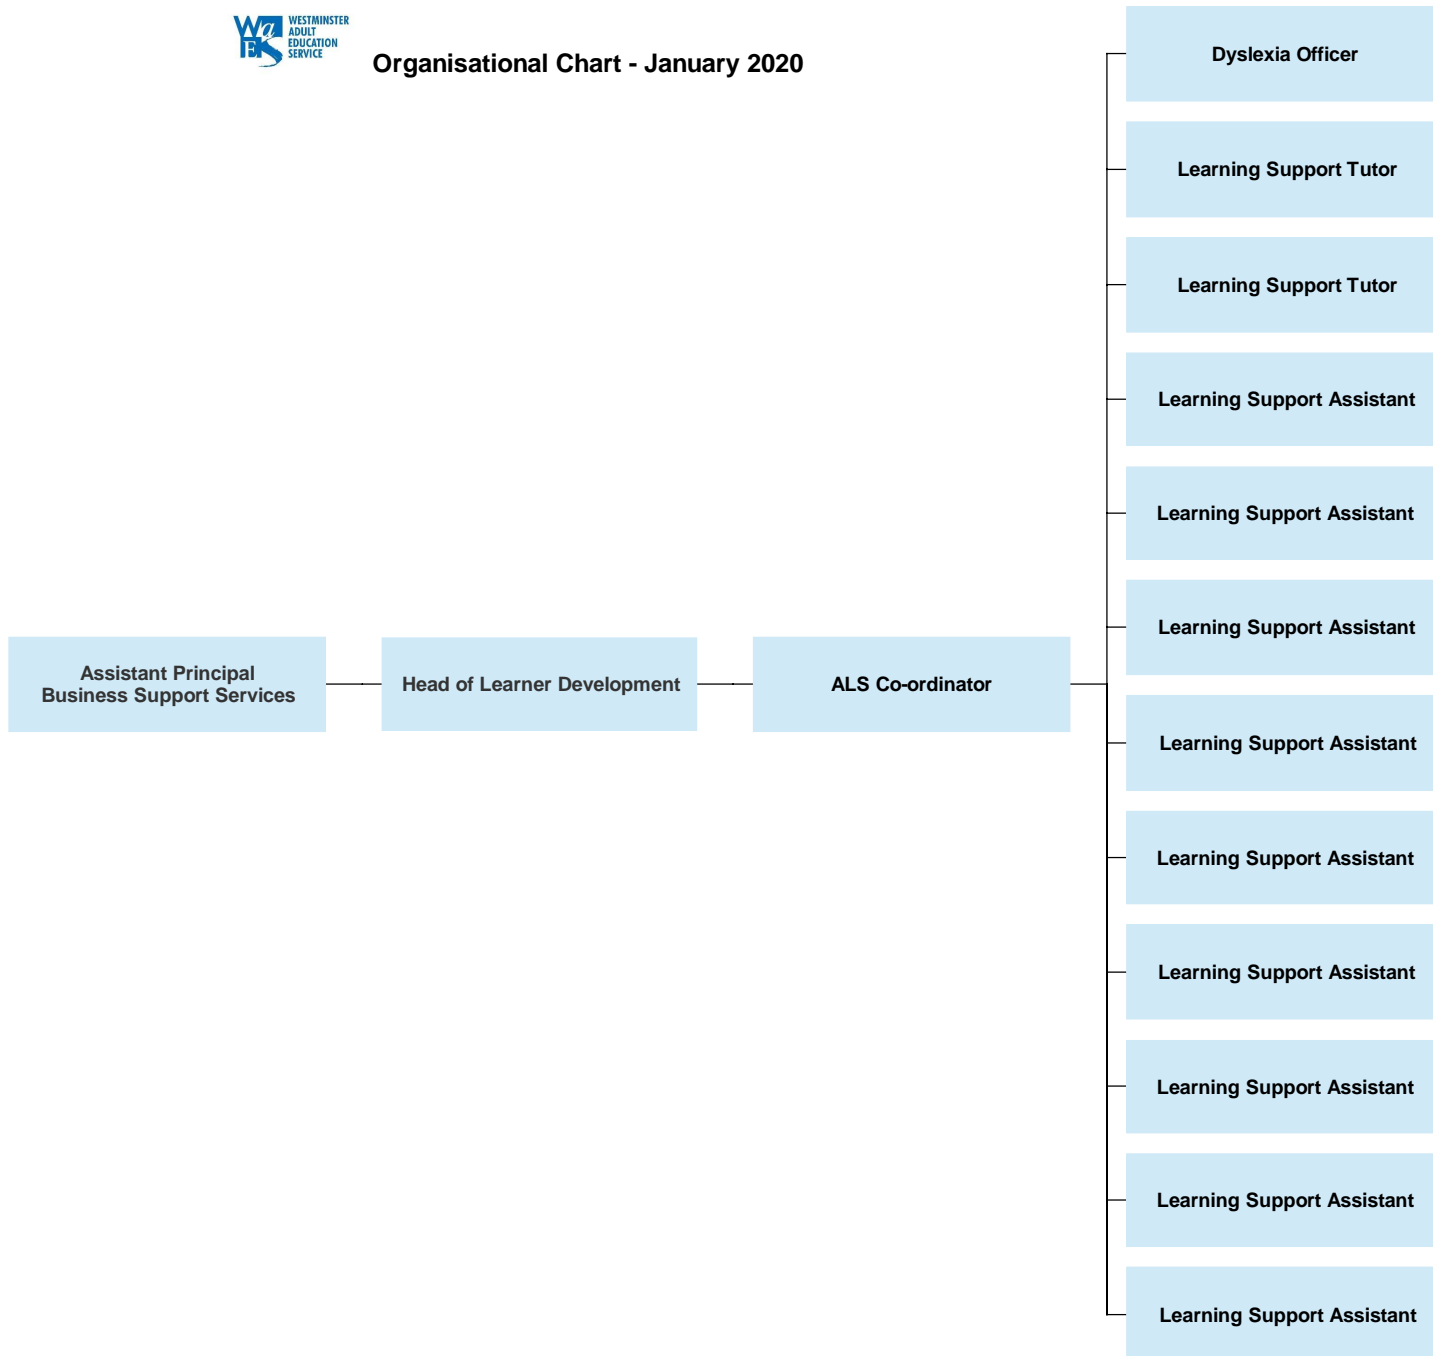 WaES
WESTMINSTER
ADULT
EDUCATION
SERVICE
Organisational Chart - January 2020
Dyslexia Officer
Learning Support Tutor
Learning Support Tutor
Learning Support Assistant
Learning Support Assistant
Learning Support Assistant
Assistant Principal
Business Support Services
Head of Learner Development
ALS Co-ordinator
Learning Support Assistant
Learning Support Assistant
Learning Support Assistant
Learning Support Assistant
Learning Support Assistant
Learning Support Assistant